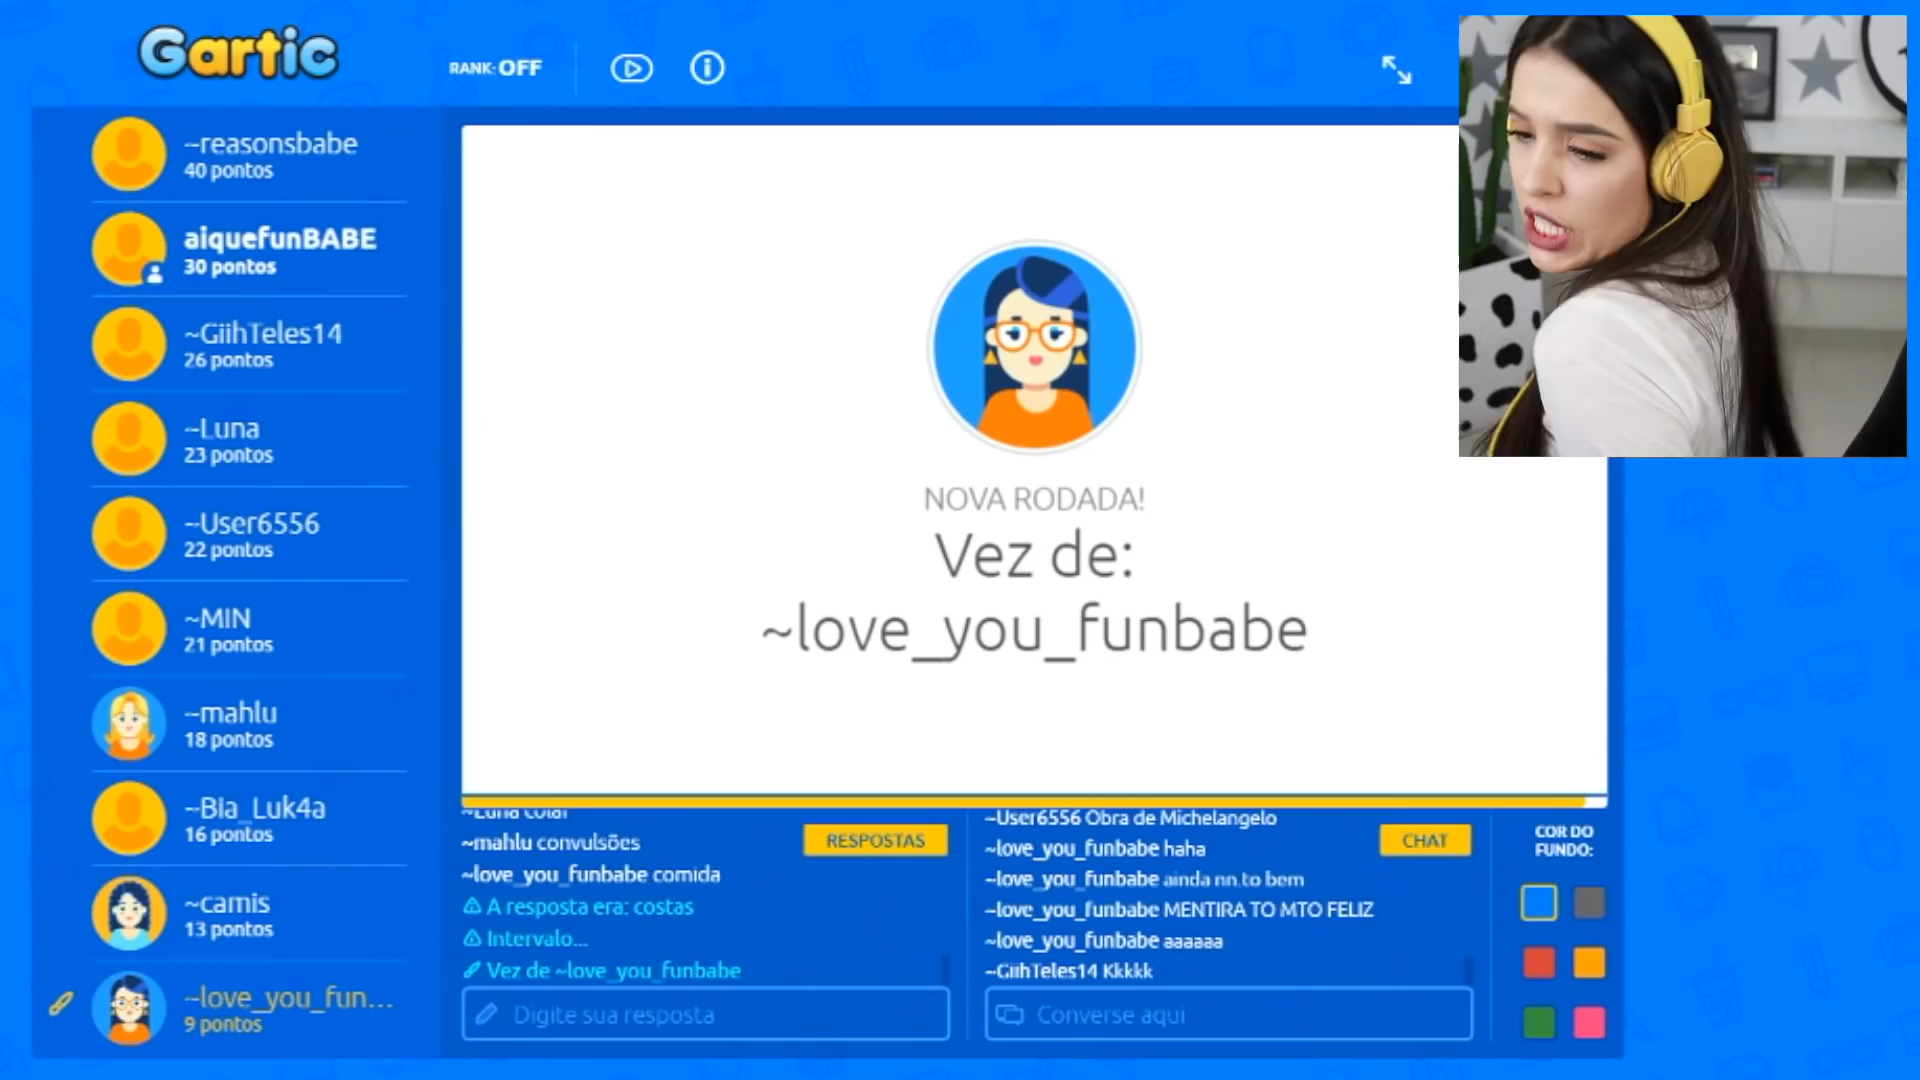 Gartic
RANK: OFF
~reasonsbabe
40 pontos
aiquefunBABE
30 pontos
~GiihTeles14
26 pontos
~Luna
23 pontos
~User6556
22 pontos
~MIN
21 pontos
~mahlu
18 pontos
~BIa_Luk4a
16 pontos
~camis
13 pontos
~love_you_fun...
9 pontos
NOVA RODADA!
Vez de:
~love_you_funbabe
~Luna colar
~mahlu convulsões
~love_you_funbabe comida
A resposta era: costas
Intervalo...
Vez de ~love_you_funbabe
RESPOSTAS
Digite sua resposta
~User6556 Obra de Michelangelo
~love_you_funbabe haha
~love_you_funbabe ainda nn.to bem
~love_you_funbabe MENTIRA TO MTO FELIZ
~love_you_funbabe aaaaaa
~GiihTeles14 Kkkkk
CHAT
Converse aqui
COR DO
FUNDO: